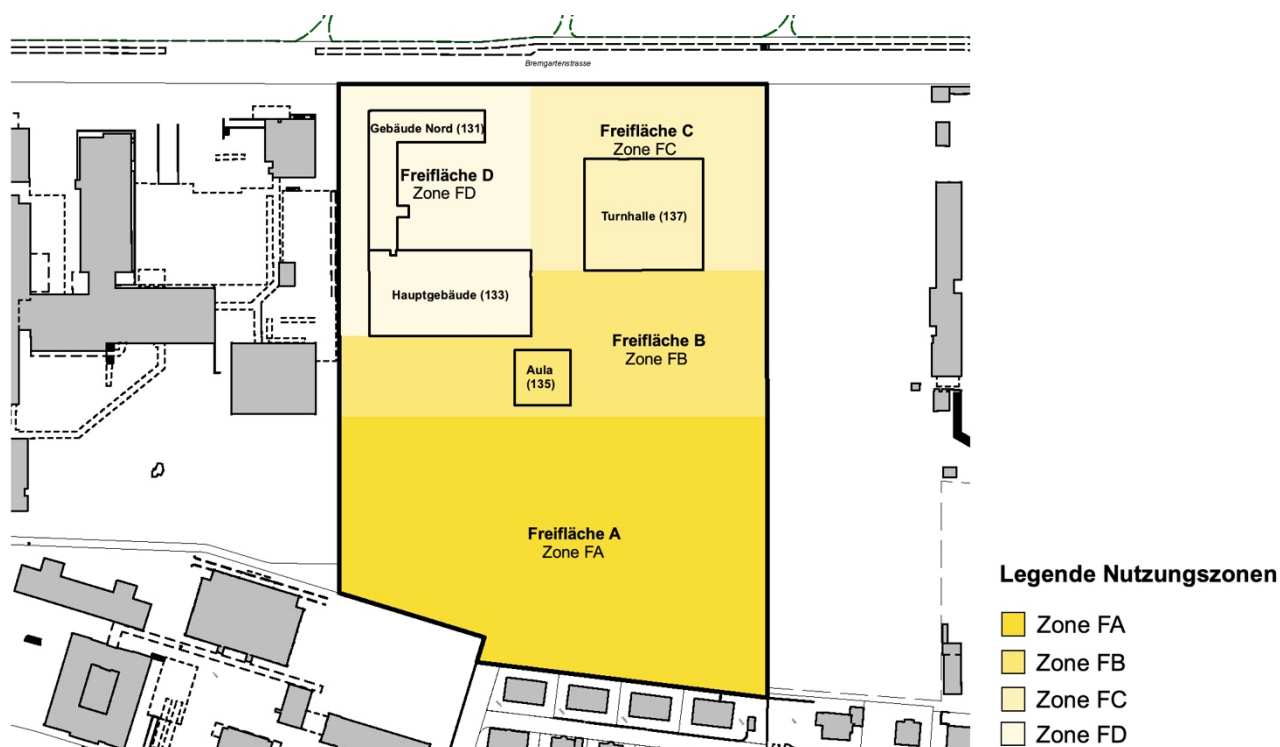 Bremgartenstrasse
Gebäude Nord (131)
Freifläche C
Zone FC
Freifläche D
Zone FD
Turnhalle (137)
Hauptgebäude (133)
Freifläche B
Zone FB
Aula
(135)
Freifläche A
Zone FA
Legende Nutzungszonen
Zone FA
Zone FB
Zone FC
Zone FD